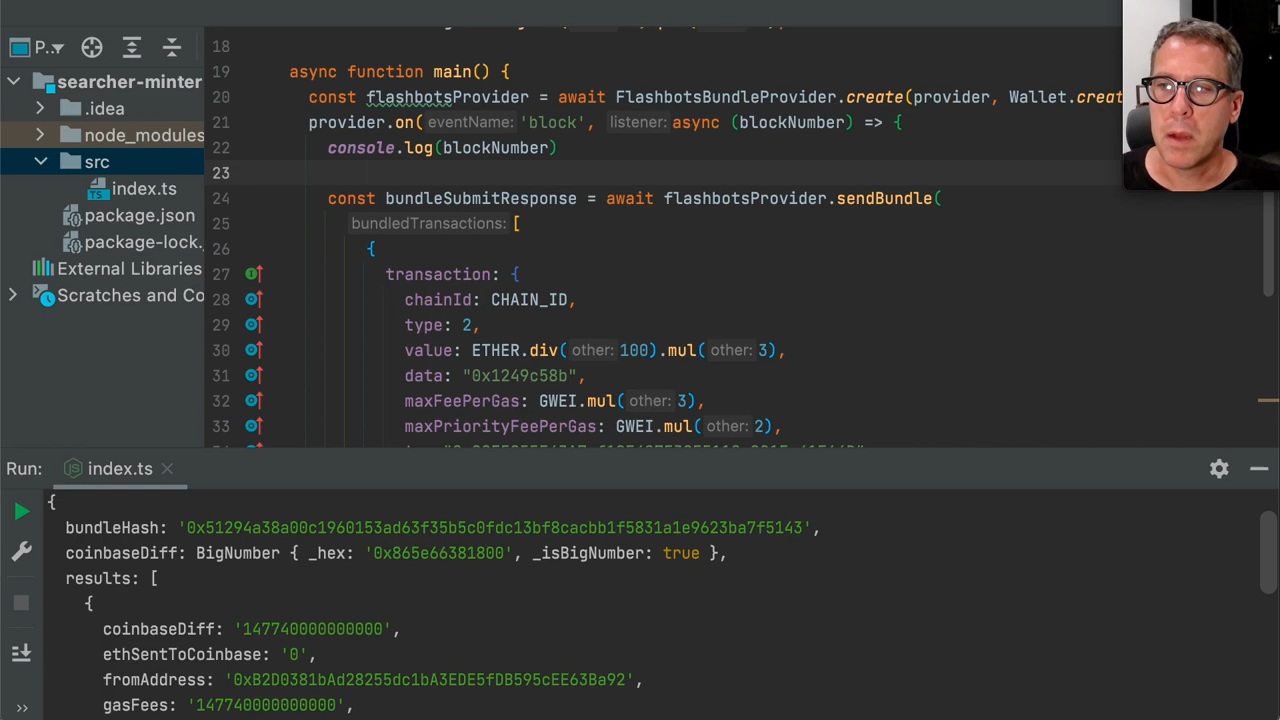 P..
searcher-minter
.idea
node_modules
src
index.ts
package.json
package-lock.
External Libraries
Scratches and Co
18
19 async function main() {
20 const flashbotsProvider = await FlashbotsBundleProvider.create(provider, Wallet.creat
21 provider.on( eventName: 'block', listener: async (blockNumber) => {
22 console.log(blockNumber)
23
24 const bundleSubmitResponse = await flashbotsProvider.sendBundle(
25 bundledTransactions: [
26 {
27 transaction: {
28 chainId: CHAIN_ID,
29 type: 2,
30 value: ETHER.div( other: 100).mul( other: 3),
31 data: "0x1249c58b",
32 maxFeePerGas: GWEI.mul( other: 3),
33 maxPriorityFeePerGas: GWEI.mul( other: 2),
Run: index.ts
{
bundleHash: '0x51294a38a00c1960153ad63f35b5c0fdc13bf8cacbb1f5831a1e9623ba7f5143',
coinbaseDiff: BigNumber { _hex: '0x865e66381800', _isBigNumber: true },
results: [
{
coinbaseDiff: '147740000000000',
ethSentToCoinbase: '0',
fromAddress: '0xB2D0381bAd28255dc1bA3EDE5fDB595cEE63Ba92',
gasFees: '147740000000000',